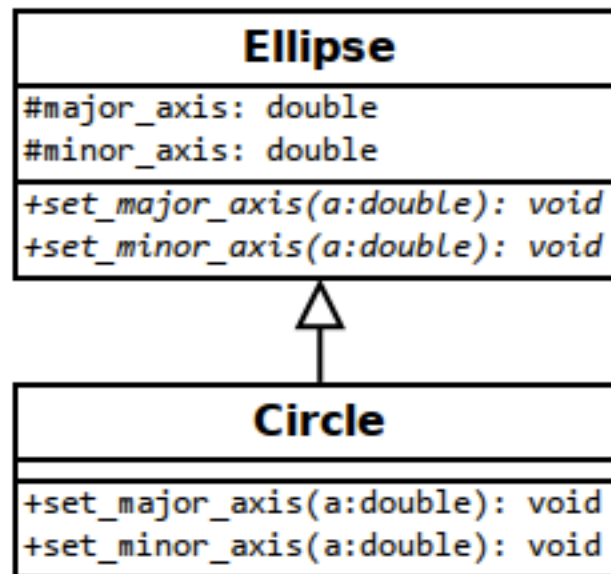 Ellipse
#major_axis: double
#minor_axis: double
+set_major_axis(a:double): void
+set_minor_axis(a:double): void
Circle
+set_major_axis(a:double): void
+set_minor_axis(a:double): void